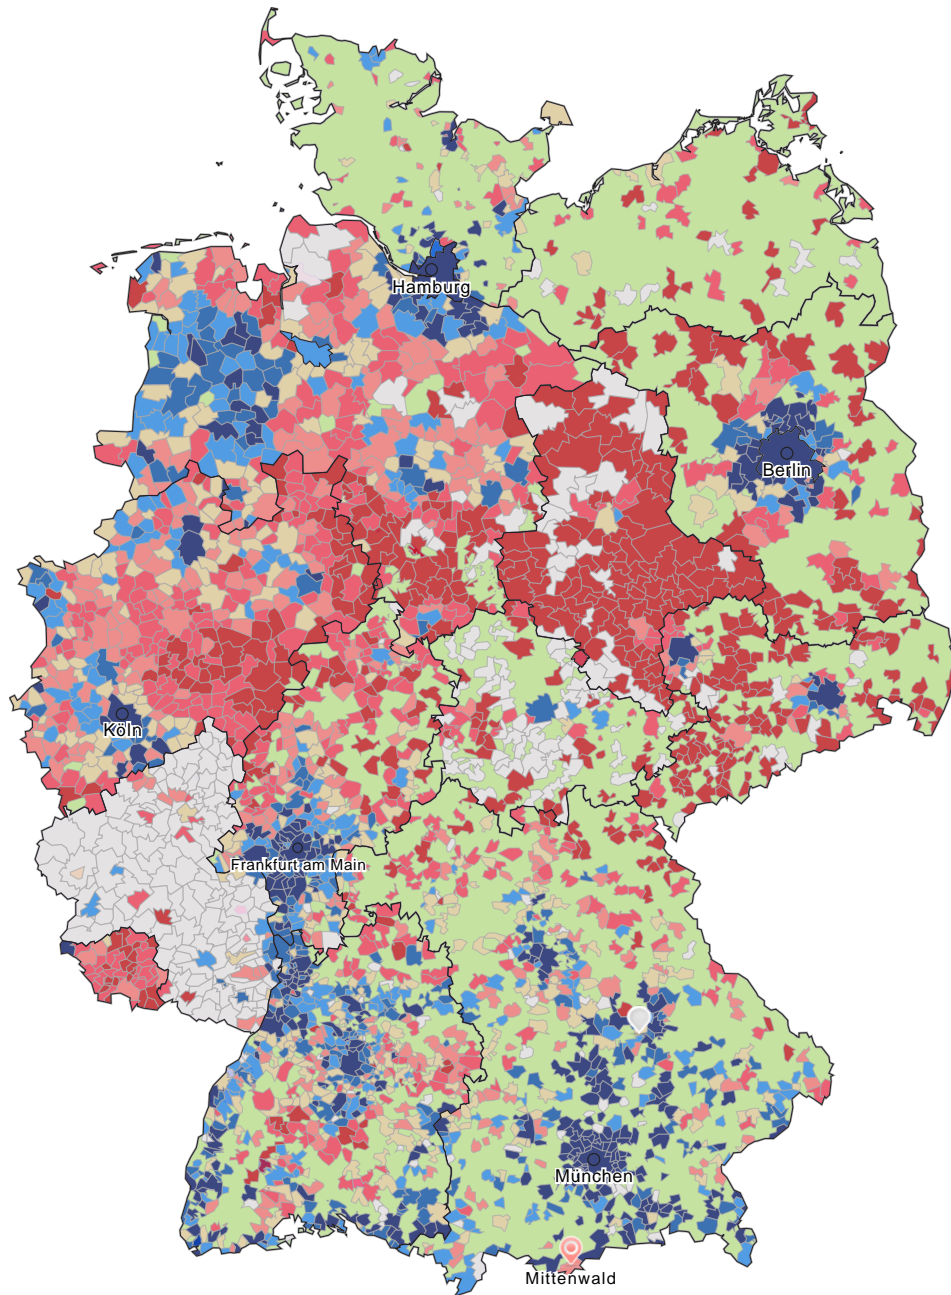 Hamburg
Berlin
Köln
Frankfurt am Main
München
Mittenwald